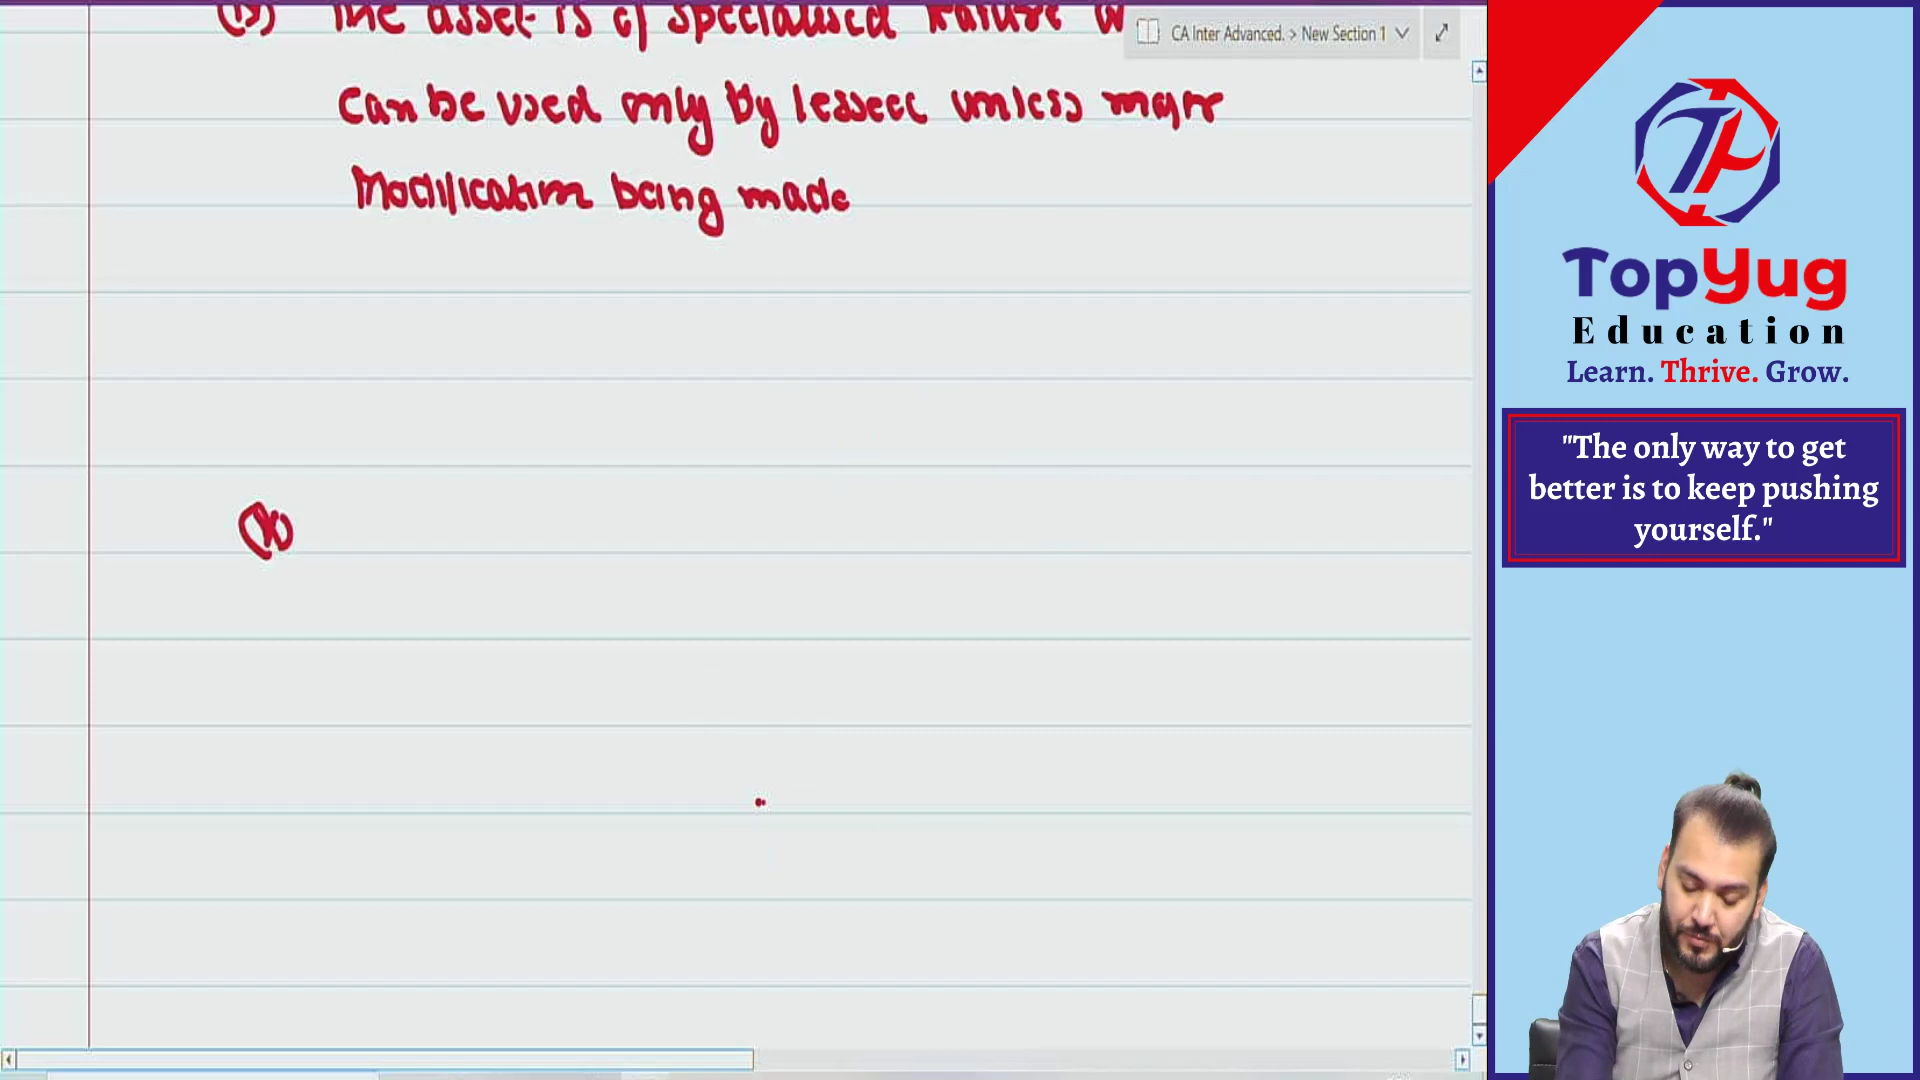 The asset is of specialised nature
CA Inter Advanced. > New Section 1
can be used only by lessee unless major
Modification being made
TopYug
Education
Learn. Thrive. Grow.
"The only way to get
better is to keep pushing
yourself."